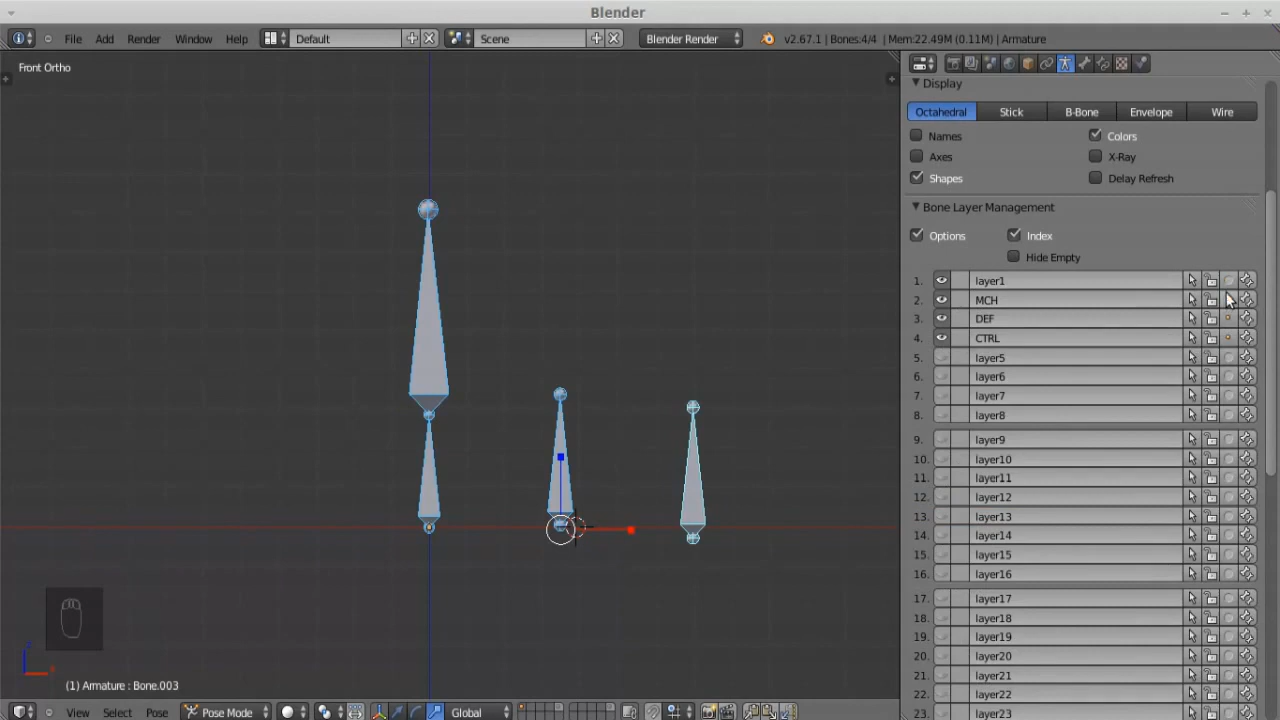 Blender
File Add Render Window Help Default Scene Blender Render v2.67.1 | Bones:4/4 | Mem:22.49M (0.11M) | Armature
Front Ortho
Display
Octahedral Stick B-Bone Envelope Wire
Names Colors
Axes X-Ray
Shapes Delay Refresh
Bone Layer Management
Options Index
Hide Empty
1. layer1
2. MCH
3. DEF
4. CTRL
5. layer5
6. layer6
7. layer7
8. layer8
9. layer9
10. layer10
11. layer11
12. layer12
13. layer13
14. layer14
15. layer15
16. layer16
17. layer17
18. layer18
19. layer19
20. layer20
21. layer21
22. layer22
23. layer23
(1) Armature : Bone.003
View Select Pose Pose Mode Global